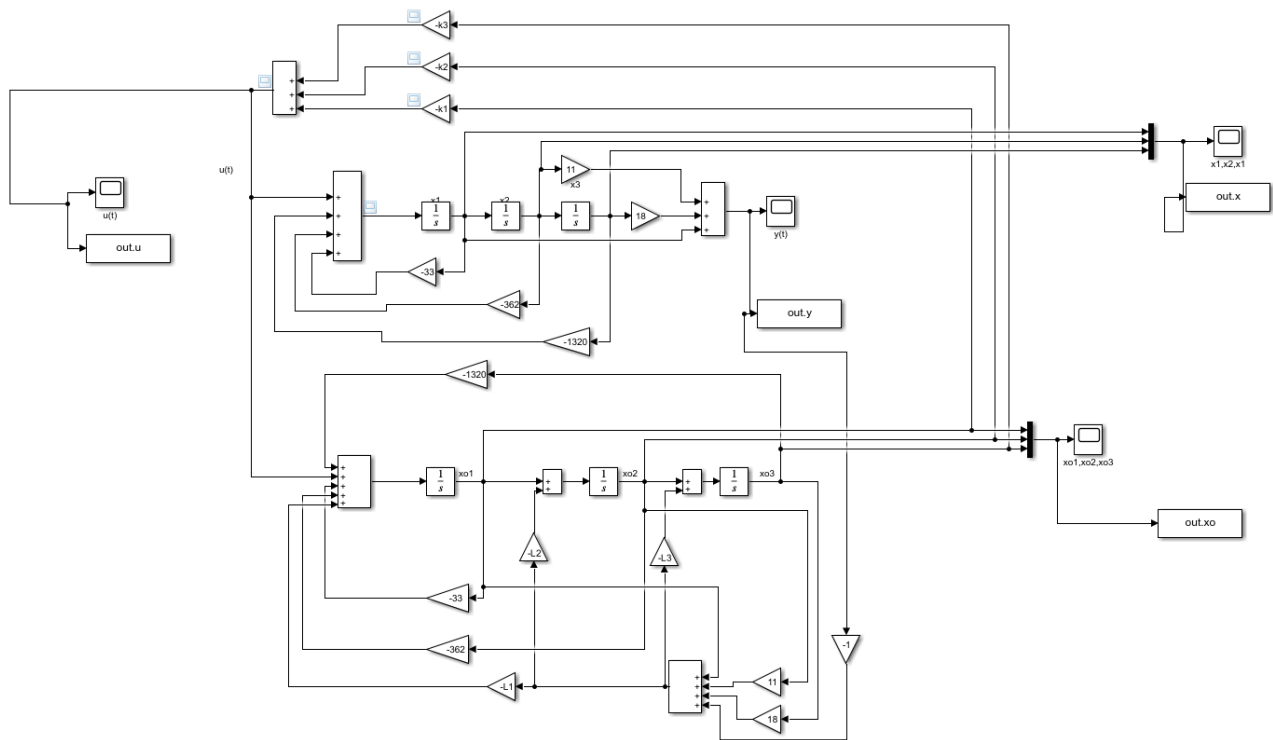 -k3
-k2
+
+
+
-k1
u(t)
x1,x2,x1
11
x3
out.x
u(t)
+
+
+
+
x1
1
s
x2
1
s
1
s
18
+
+
+
y(t)
out.u
-33
-362
out.y
-1320
-1320
xo1,xo2,xo3
+
+
+
+
+
1
s
xo1
+
+
1
s
xo2
+
+
1
s
xo3
out.xo
-L2
-L3
-33
-1
-362
-L1
+
+
+
+
11
18